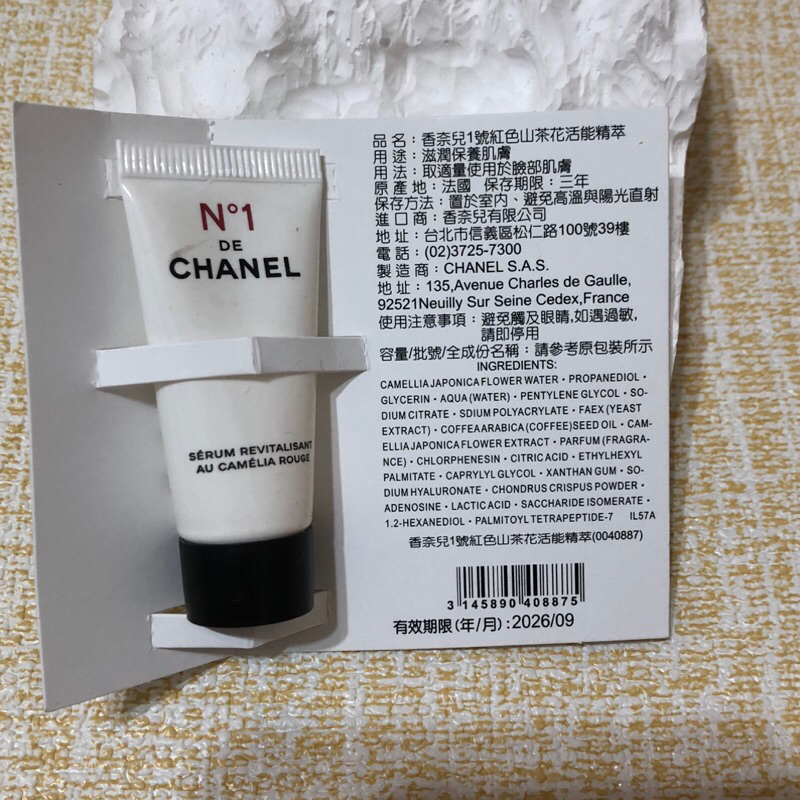 N°1
DE
CHANEL
SÉRUM REVITALISANT
AU CAMÉLIA ROUGE
品名：香奈兒1號紅色山茶花活能精萃
用途：滋潤保養肌膚
用法：取適量使用於臉部肌膚
原產地：法國 保存期限：三年
保存方法：置於室內、避免高溫與陽光直射
進口商：香奈兒有限公司
地址：台北市信義區松仁路100號39樓
電話：(02)3725-7300
製造商：CHANEL S.A.S.
地址：135,Avenue Charles de Gaulle,
92521Neuilly Sur Seine Cedex,France
使用注意事項：避免觸及眼睛,如遇過敏,
請即停用
容量/批號/全成份名稱：請參考原包裝所示
INGREDIENTS:
CAMELLIA JAPONICA FLOWER WATER・PROPANEDIOL・
GLYCERIN・AQUA (WATER)・PENTYLENE GLYCOL・SO-
DIUM CITRATE・SDIUM POLYACRYLATE・FAEX (YEAST
EXTRACT)・COFFEA ARABICA (COFFEE) SEED OIL・CAM-
ELLIA JAPONICA FLOWER EXTRACT・PARFUM (FRAGRA-
NCE)・CHLORPHENESIN・CITRIC ACID・ETHYLHEXYL
PALMITATE・CAPRYLYL GLYCOL・XANTHAN GUM・SO-
DIUM HYALURONATE・CHONDRUS CRISPUS POWDER・
ADENOSINE・LACTIC ACID・SACCHARIDE ISOMERATE・
1.2-HEXANEDIOL・PALMITOYL TETRAPEPTIDE-7 IL57A
香奈兒1號紅色山茶花活能精萃(0040887)
3 145890 408875
有效期限(年/月):2026/09